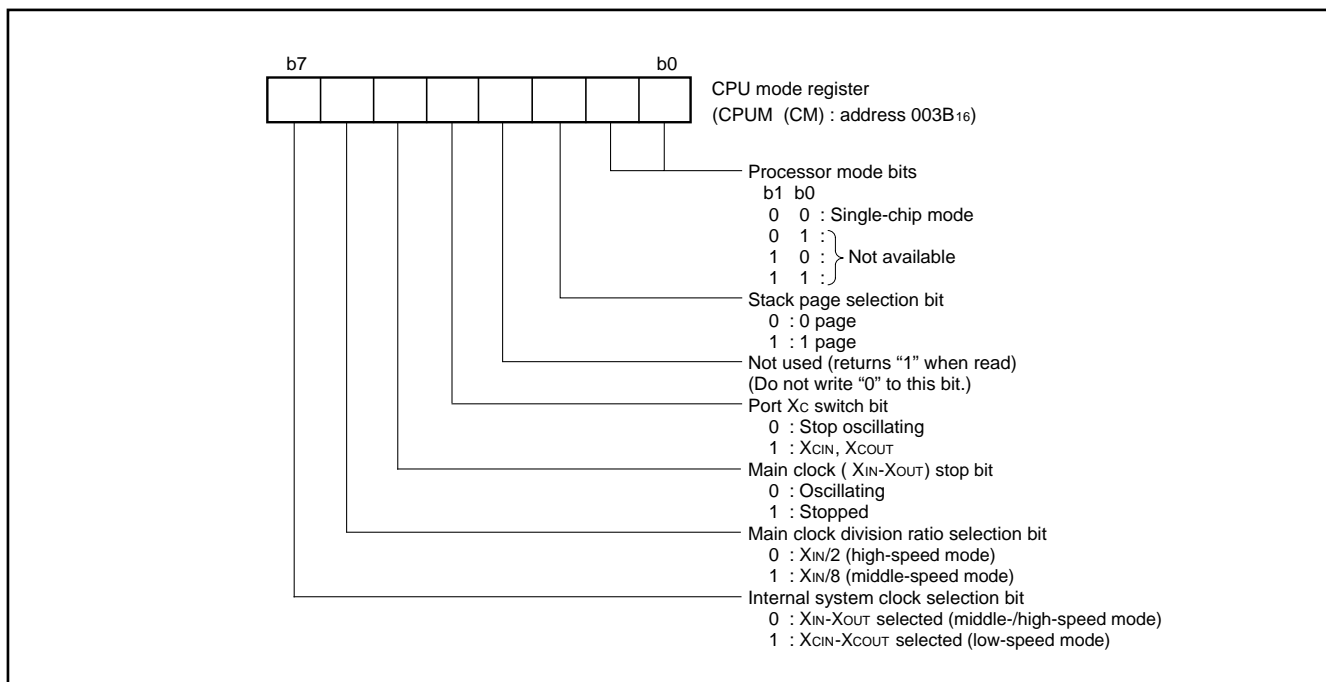 b7 b0
CPU mode register
(CPUM (CM) : address 003B16)
Processor mode bits
b1 b0
0 0 : Single-chip mode
0 1 :
1 0 : Not available
1 1 :
Stack page selection bit
0 : 0 page
1 : 1 page
Not used (returns “1” when read)
(Do not write “0” to this bit.)
Port XC switch bit
0 : Stop oscillating
1 : XCIN, XCOUT
Main clock ( XIN-XOUT) stop bit
0 : Oscillating
1 : Stopped
Main clock division ratio selection bit
0 : XIN/2 (high-speed mode)
1 : XIN/8 (middle-speed mode)
Internal system clock selection bit
0 : XIN-XOUT selected (middle-/high-speed mode)
1 : XCIN-XCOUT selected (low-speed mode)